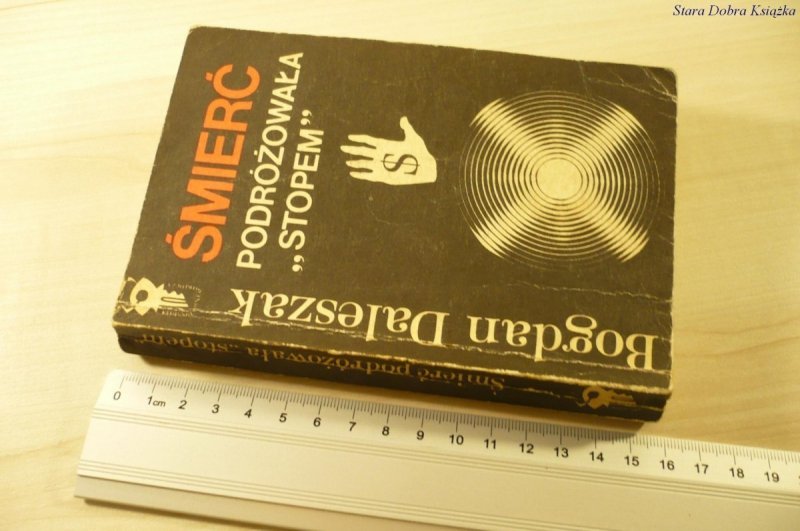 Stara Dobra Książka
ŚMIERĆ
PODRÓŻOWAŁA
„STOPEM”
$
Bogdan Daleszak
Śmierć podróżowała „stopem”
0 1cm 2 3 4 5 6 7 8 9 10 11 12 13 14 15 16 17 18 19